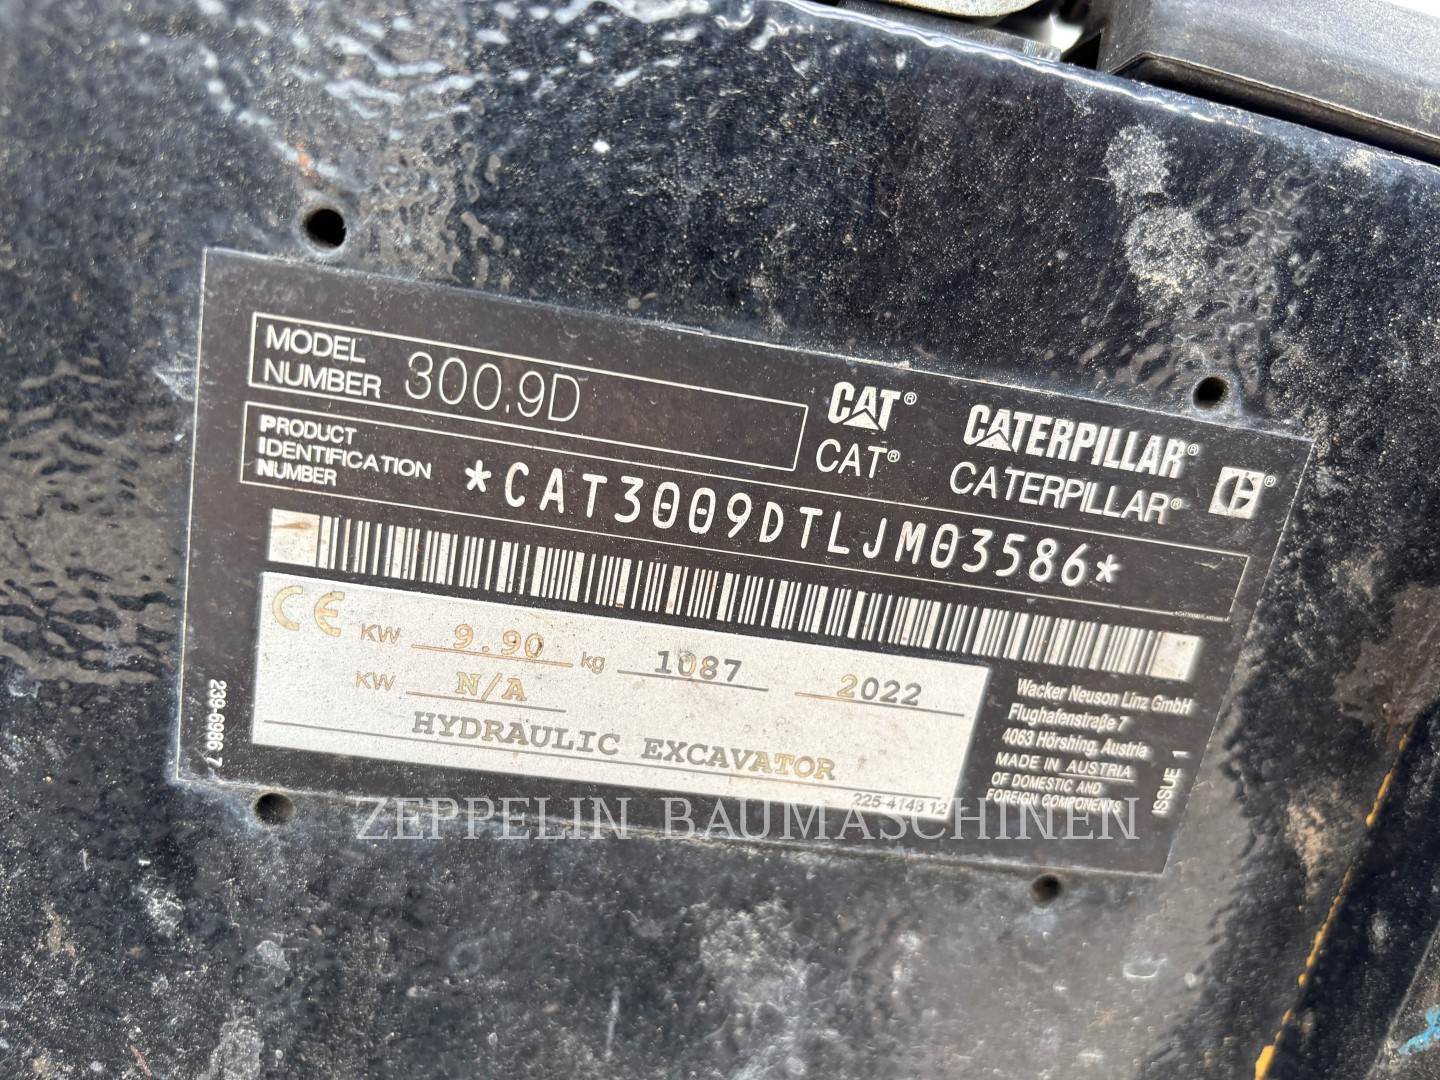 MODEL NUMBER 300.9D
CAT® CATERPILLAR®
CAT® CATERPILLAR®
PRODUCT
IDENTIFICATION
NUMBER
*CAT3009DTLJM03586*
CE KW 9.90 kg 1087 2022
KW N/A
HYDRAULIC EXCAVATOR
225-4148 12
Wacker Neuson Linz GmbH
Flughafenstraße 7
4063 Hörshing, Austria
MADE IN AUSTRIA
OF DOMESTIC AND
FOREIGN COMPONENTS
ISSUE 1
239-6986 7
ZEPPELIN BAUMASCHINEN